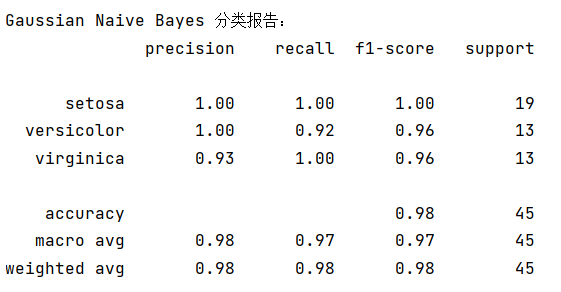 Gaussian Naive Bayes 分类报告：
precision recall f1-score support
setosa 1.00 1.00 1.00 19
versicolor 1.00 0.92 0.96 13
virginica 0.93 1.00 0.96 13
accuracy 0.98 45
macro avg 0.98 0.97 0.97 45
weighted avg 0.98 0.98 0.98 45